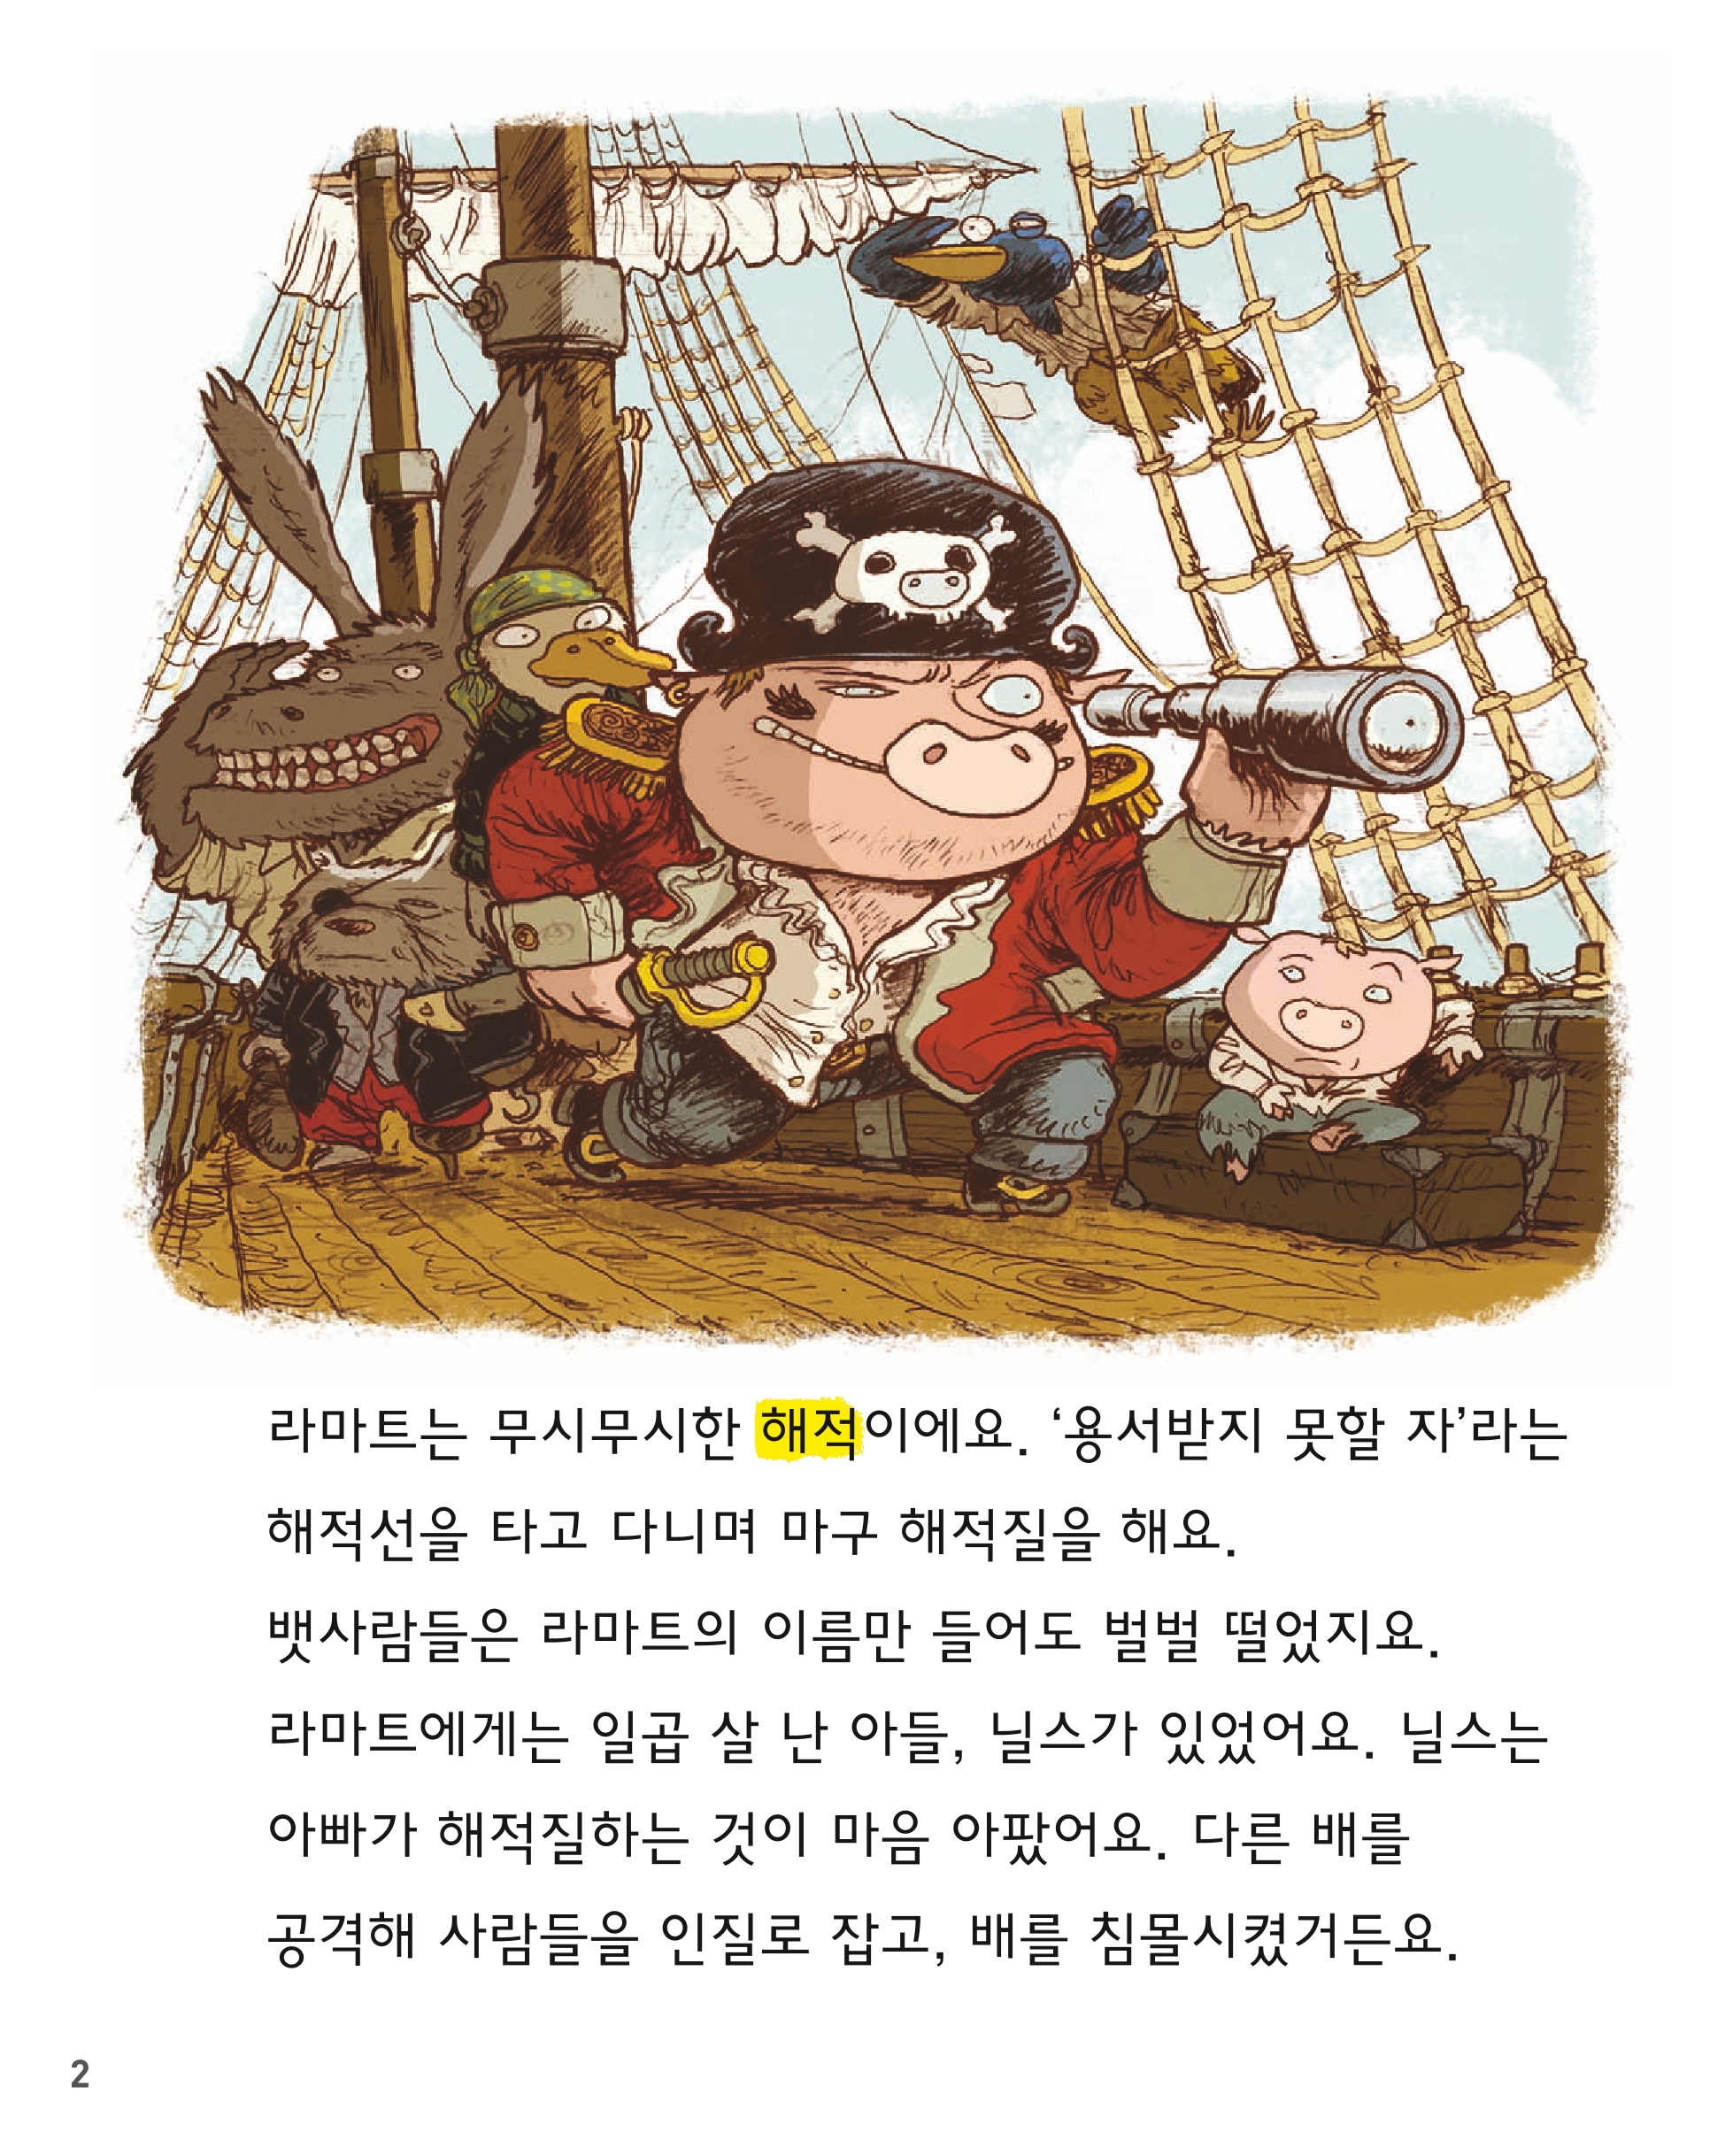 라마트는 무시무시한 해적이에요. ‘용서받지 못할 자’라는
해적선을 타고 다니며 마구 해적질을 해요.
뱃사람들은 라마트의 이름만 들어도 벌벌 떨었지요.
라마트에게는 일곱 살 난 아들, 닐스가 있었어요. 닐스는
아빠가 해적질하는 것이 마음 아팠어요. 다른 배를
공격해 사람들을 인질로 잡고, 배를 침몰시켰거든요.
2